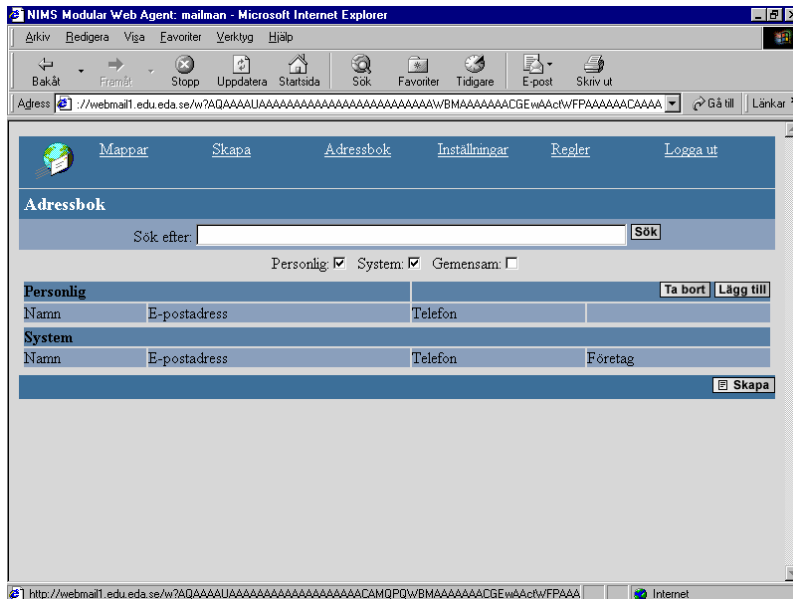 NIMS Modular Web Agent: mailman - Microsoft Internet Explorer
Arkiv Redigera Visa Favoriter Verktyg Hjälp
Bakåt Framåt Stopp Uppdatera Startsida Sök Favoriter Tidigare E-post Skriv ut
Adress ://webmail1.edu.eda.se/w?AQAAAAUAAAAAAAAAAAAAAAAAAAAAAAAAWBMAAAAAAACGEwAActWFPAAAAAACAAAA Gå till Länkar
Mappar Skapa Adressbok Inställningar Regler Logga ut
Adressbok
Sök efter: Sök
Personlig: System: Gemensam:
Personlig Ta bort Lägg till
Namn E-postadress Telefon
System
Namn E-postadress Telefon Företag
Skapa
http://webmail1.edu.eda.se/w?AQAAAAUAAAAAAAAAAAAAAAAAAAAACAMQPQWBMAAAAAAACGEwAActWFPAAA Internet